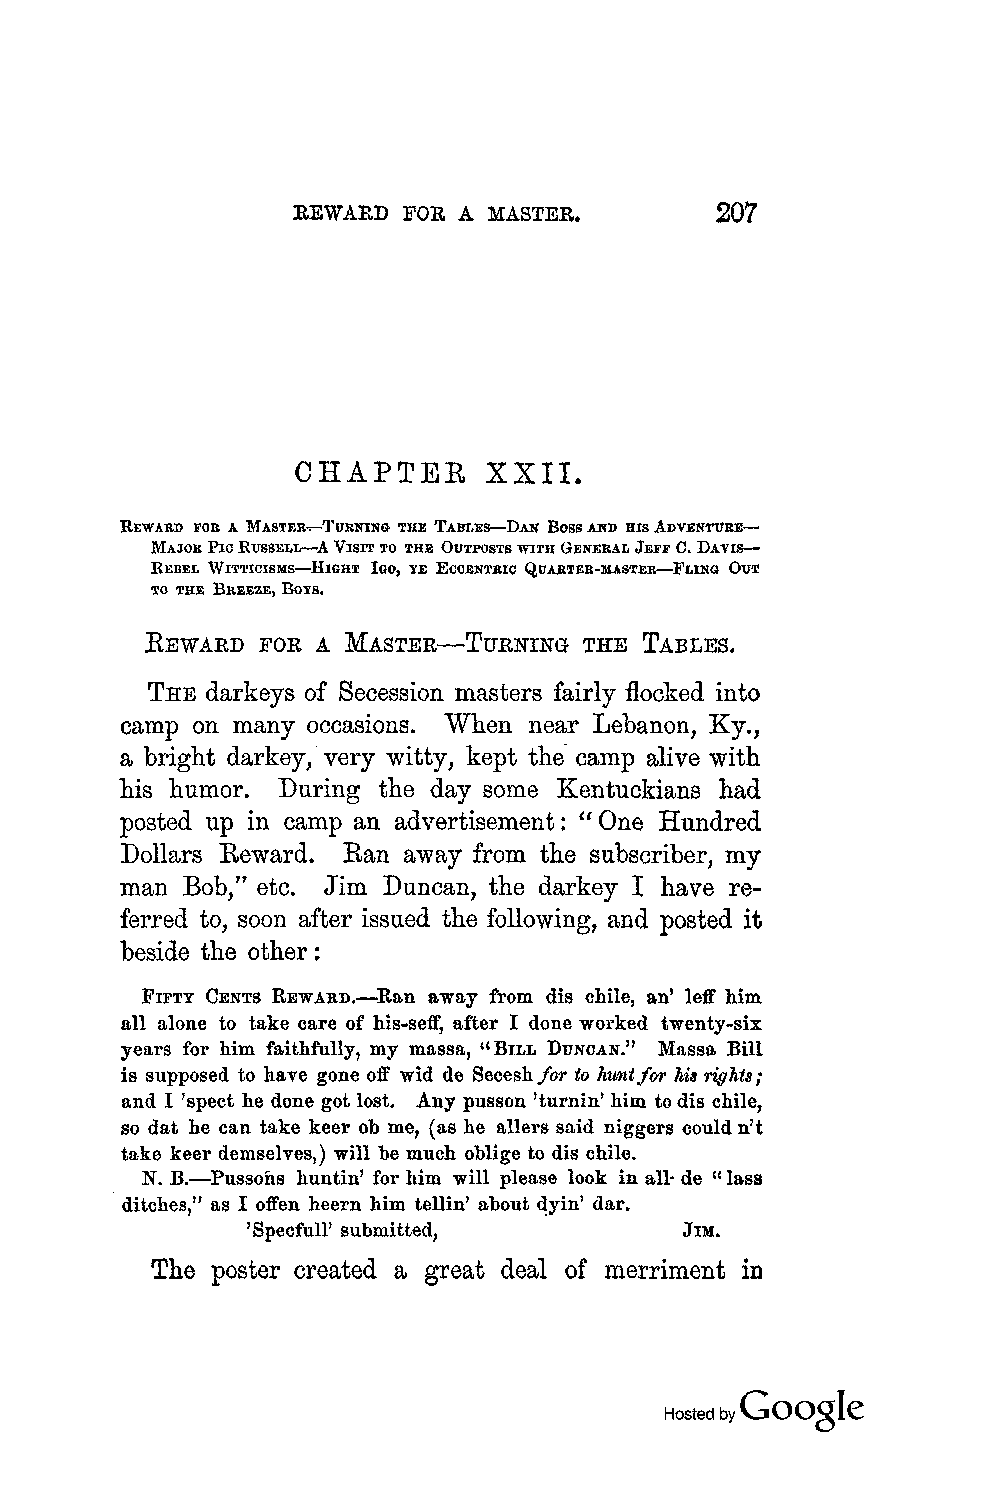 REWARD FOR A MASTER. 207
CHAPTER XXII.
REWARD FOR A MASTER—TURNING THE TABLES—DAN BOSS AND HIS ADVENTURE—
MAJOR PIC RUSSELL—A VISIT TO THE OUTPOSTS WITH GENERAL JEFF C. DAVIS—
REBEL WITTICISMS—HIGHT IGO, YE ECCENTRIC QUARTER-MASTER—FLING OUT
TO THE BREEZE, BOYS.
REWARD FOR A MASTER—TURNING THE TABLES.
THE darkeys of Secession masters fairly flocked into
camp on many occasions. When near Lebanon, Ky.,
a bright darkey, very witty, kept the camp alive with
his humor. During the day some Kentuckians had
posted up in camp an advertisement: "One Hundred
Dollars Reward. Ran away from the subscriber, my
man Bob," etc. Jim Duncan, the darkey I have re-
ferred to, soon after issued the following, and posted it
beside the other:
FIFTY CENTS REWARD.—Ran away from dis chile, an' leff him
all alone to take care of his-seff, after I done worked twenty-six
years for him faithfully, my massa, "BILL DUNCAN." Massa Bill
is supposed to have gone off wid de Secesh for to hunt for his rights;
and I 'spect he done got lost. Any pusson 'turnin' him to dis chile,
so dat he can take keer ob me, (as he allers said niggers couldn't
take keer demselves,) will be much oblige to dis chile.
N. B.—Pussons huntin' for him will please look in all de "lass
ditches," as I offen heern him tellin' about dyin' dar.
'Specfull' submitted, JIM.
The poster created a great deal of merriment in
Hosted by Google